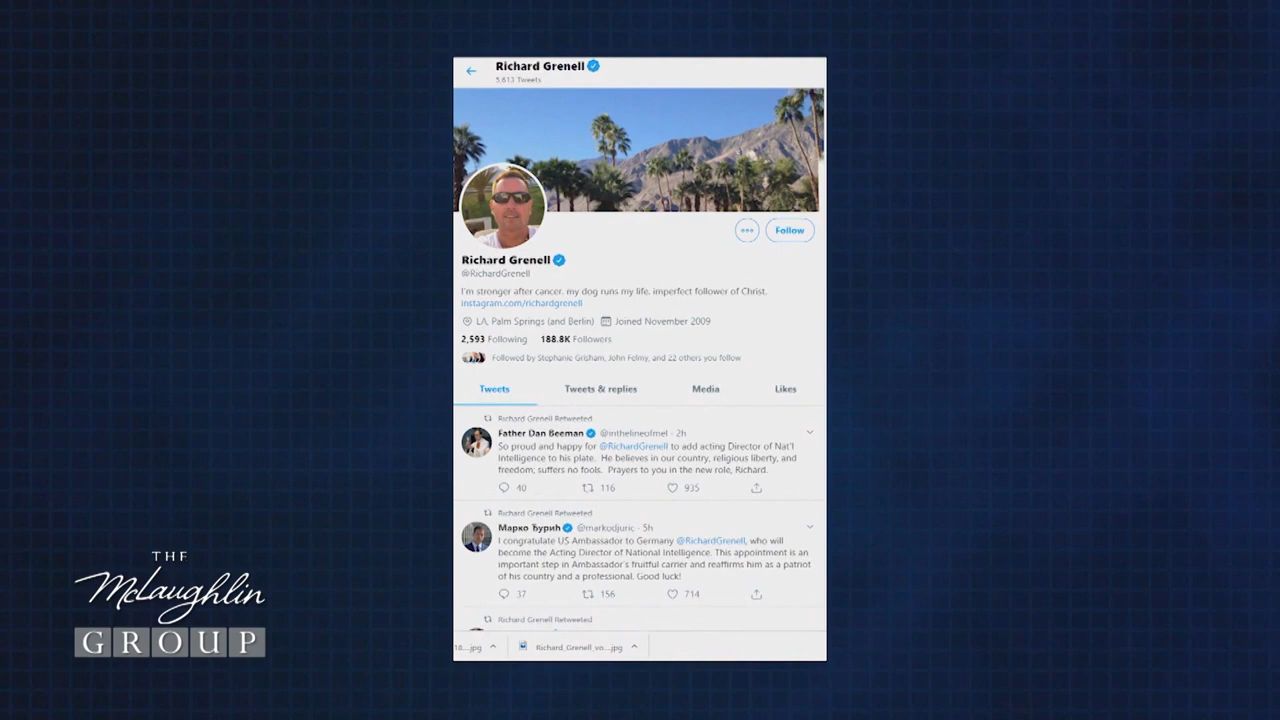 Richard Grenell
5,613 Tweets
Follow
Richard Grenell
@RichardGrenell
I'm stronger after cancer. my dog runs my life. imperfect follower of Christ.
instagram.com/richardgrenell
LA, Palm Springs (and Berlin) Joined November 2009
2,593 Following 188.8K Followers
Followed by Stephanie Grisham, John Felmy, and 22 others you follow
Tweets Tweets & replies Media Likes
Richard Grenell Retweeted
Father Dan Beeman @inthelineofmel · 2h
So proud and happy for @RichardGrenell to add acting Director of Nat'l
Intelligence to his plate. He believes in our country, religious liberty, and
freedom; suffers no fools. Prayers to you in the new role, Richard.
40 116 935
Richard Grenell Retweeted
Марко Ђурић @markodjuric · 5h
I congratulate US Ambassador to Germany @RichardGrenell, who will
become the Acting Director of National Intelligence. This appointment is an
important step in Ambassador's fruitful carrier and reaffirms him as a patriot
of his country and a professional. Good luck!
37 156 714
Richard Grenell Retweeted
18....jpg Richard_Grenell_vo....jpg
THE
McLaughlin
GROUP